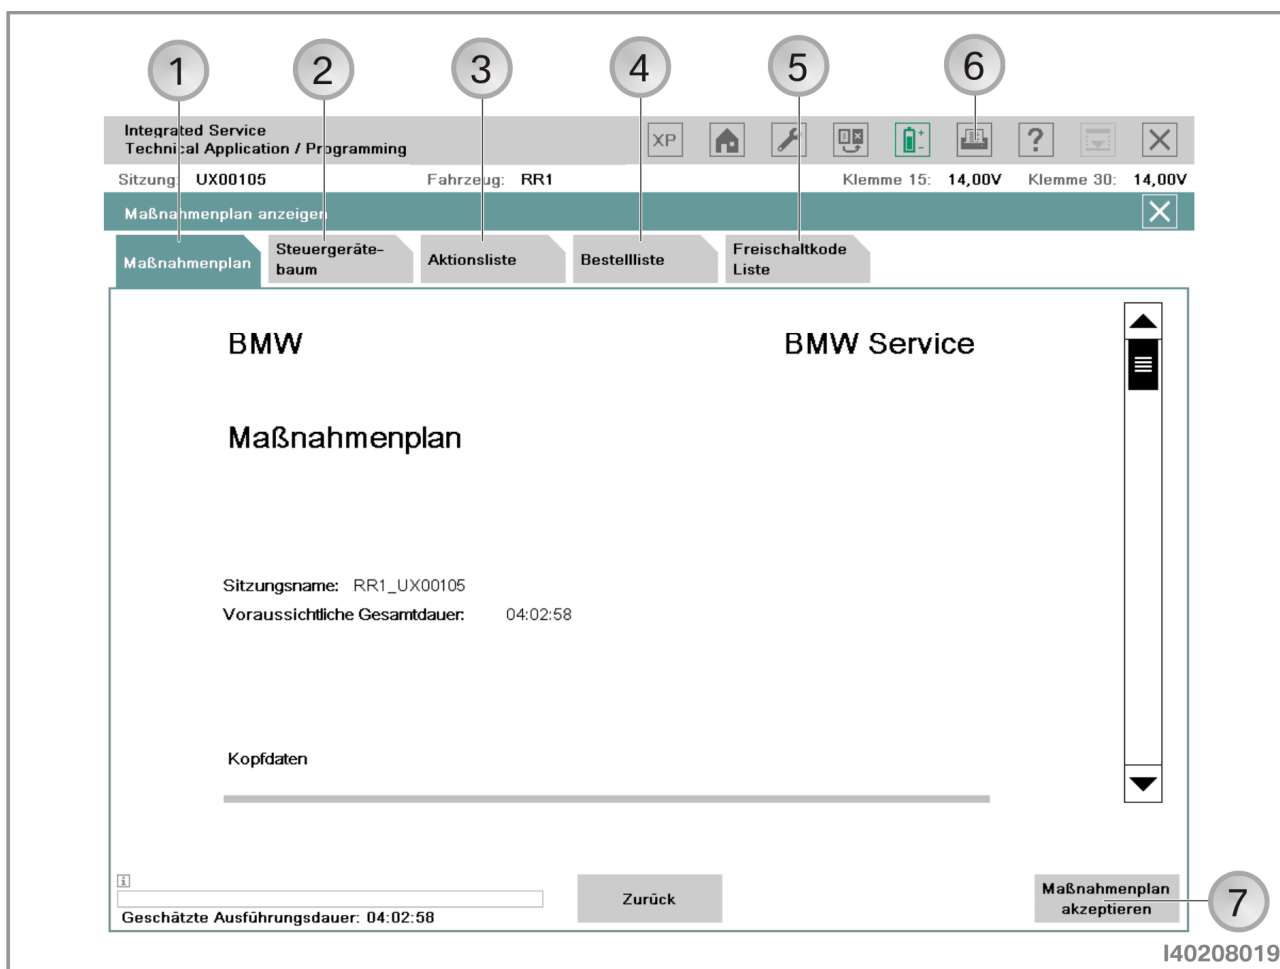 1 2 3 4 5 6
Integrated Service
Technical Application / Programming
XP
?
Sitzung: UX00105 Fahrzeug: RR1 Klemme 15: 14,00V Klemme 30: 14,00V
Maßnahmenplan anzeigen
Maßnahmenplan
Steuergeräte-
baum
Aktionsliste
Bestellliste
Freischaltkode
Liste
BMW BMW Service
Maßnahmenplan
Sitzungsname: RR1_UX00105
Voraussichtliche Gesamtdauer: 04:02:58
Kopfdaten
i
Geschätzte Ausführungsdauer: 04:02:58
Zurück
Maßnahmenplan
akzeptieren
7
I40208019